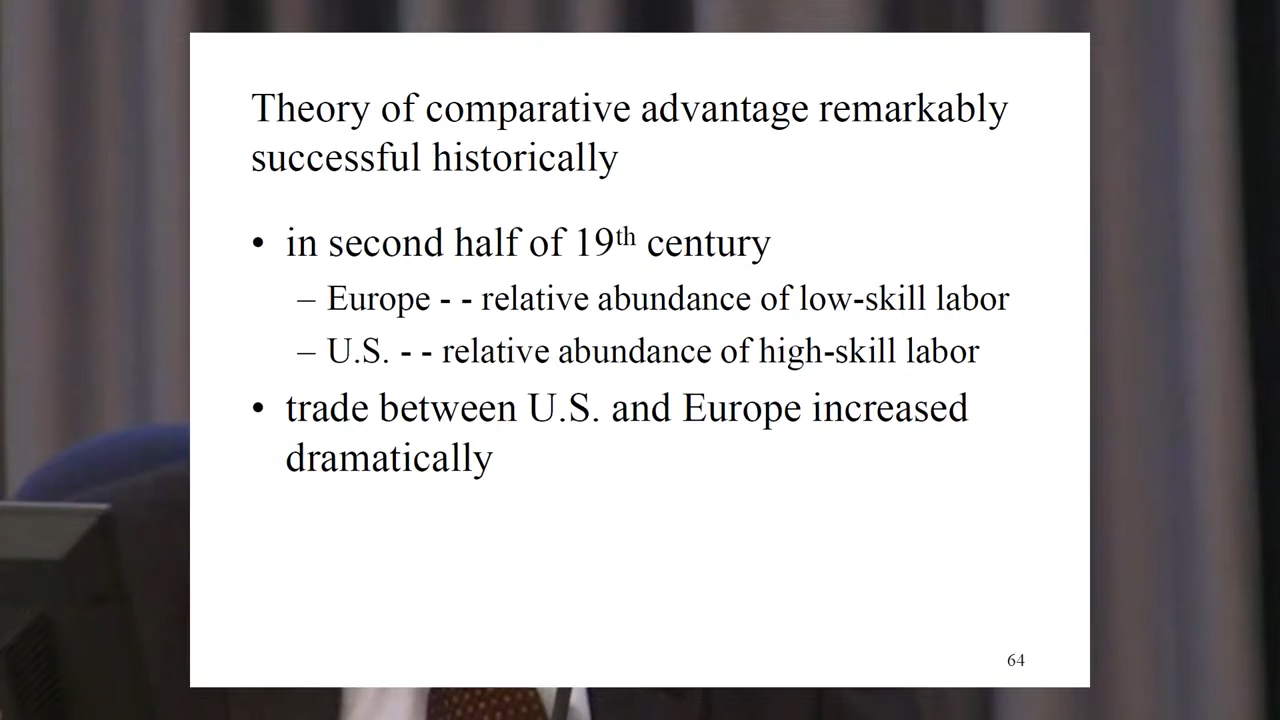 Theory of comparative advantage remarkably
successful historically
• in second half of 19th century
– Europe - - relative abundance of low-skill labor
– U.S. - - relative abundance of high-skill labor
• trade between U.S. and Europe increased
dramatically
64